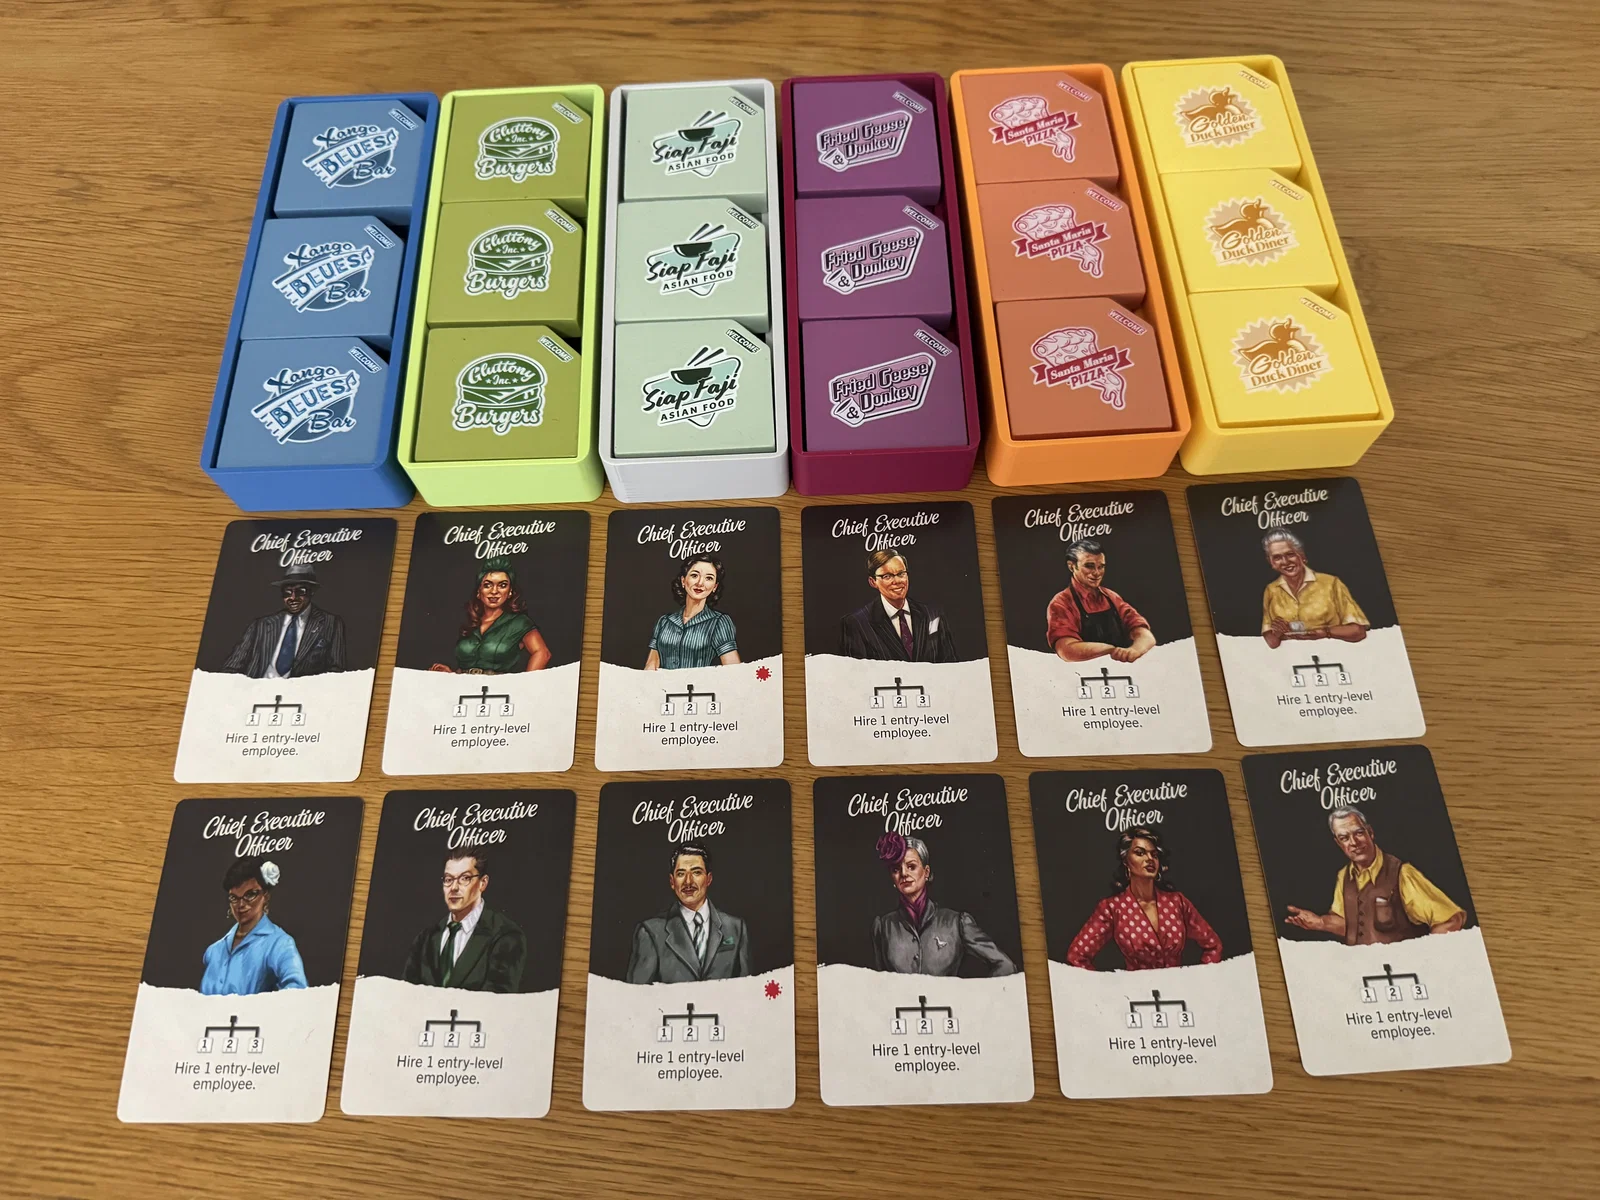 WELCOME
Xango
BLUES
Bar
WELCOME
Xango
BLUES
Bar
WELCOME
Xango
BLUES
Bar
WELCOME
Gluttony
Inc.
Burgers
WELCOME
Gluttony
Inc.
Burgers
WELCOME
Gluttony
Inc.
Burgers
WELCOME
Siap Faji
ASIAN FOOD
WELCOME
Siap Faji
ASIAN FOOD
WELCOME
Siap Faji
ASIAN FOOD
WELCOME
Fried Geese
& Donkey
WELCOME
Fried Geese
& Donkey
WELCOME
Fried Geese
& Donkey
WELCOME
Santa Maria
PIZZA
WELCOME
Santa Maria
PIZZA
WELCOME
Santa Maria
PIZZA
WELCOME
Golden
Duck Diner
WELCOME
Golden
Duck Diner
WELCOME
Golden
Duck Diner
Chief Executive
Officer
1 2 3
Hire 1 entry-level
employee.
Chief Executive
Officer
1 2 3
Hire 1 entry-level
employee.
Chief Executive
Officer
1 2 3
Hire 1 entry-level
employee.
Chief Executive
Officer
1 2 3
Hire 1 entry-level
employee.
Chief Executive
Officer
1 2 3
Hire 1 entry-level
employee.
Chief Executive
Officer
1 2 3
Hire 1 entry-level
employee.
Chief Executive
Officer
1 2 3
Hire 1 entry-level
employee.
Chief Executive
Officer
1 2 3
Hire 1 entry-level
employee.
Chief Executive
Officer
1 2 3
Hire 1 entry-level
employee.
Chief Executive
Officer
1 2 3
Hire 1 entry-level
employee.
Chief Executive
Officer
1 2 3
Hire 1 entry-level
employee.
Chief Executive
Officer
1 2 3
Hire 1 entry-level
employee.